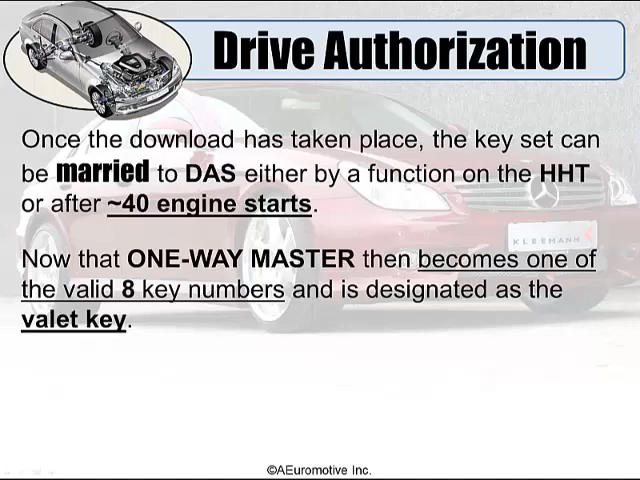 Drive Authorization
Once the download has taken place, the key set can
be married to DAS either by a function on the HHT
or after ~40 engine starts.
KLEEMANN
Now that ONE-WAY MASTER then becomes one of
the valid 8 key numbers and is designated as the
valet key.
©AEuromotive Inc.